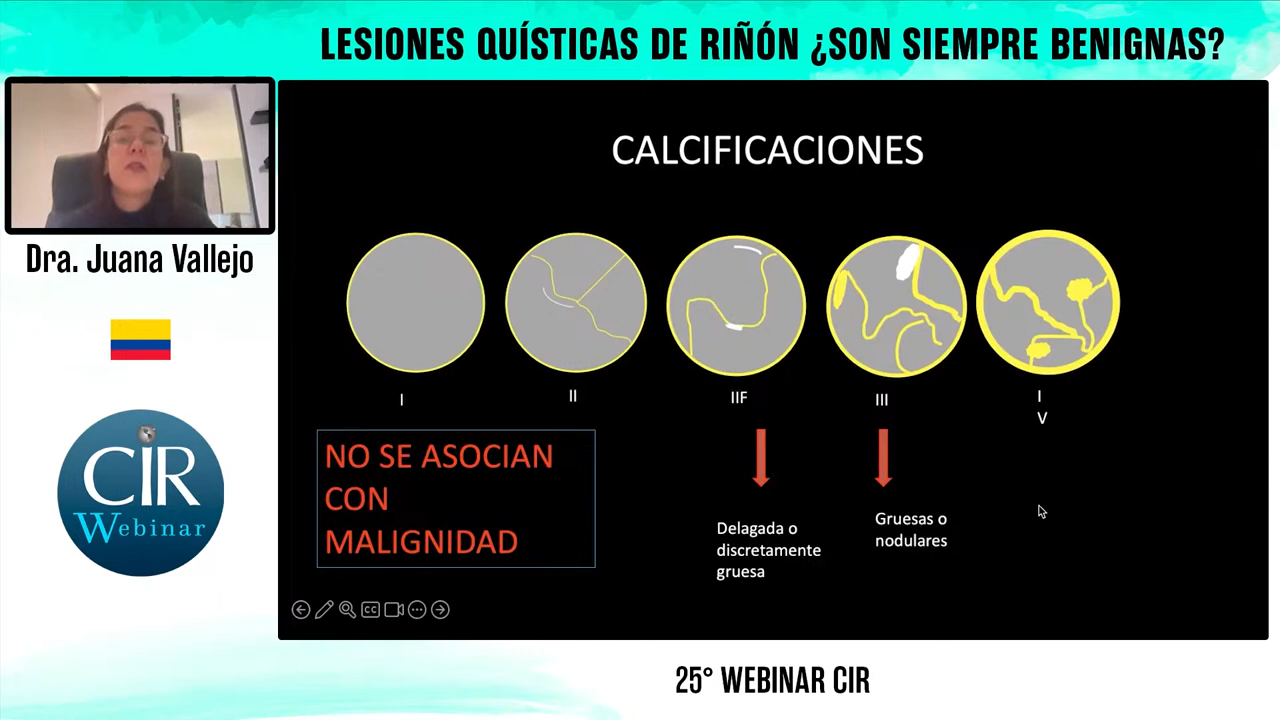 LESIONES QUÍSTICAS DE RIÑÓN ¿SON SIEMPRE BENIGNAS?
Dra. Juana Vallejo
CIR
Webinar
CALCIFICACIONES
I
II
IIF
III
I
V
NO SE ASOCIAN
CON
MALIGNIDAD
Delagada o
discretamente
gruesa
Gruesas o
nodulares
CC
25° WEBINAR CIR